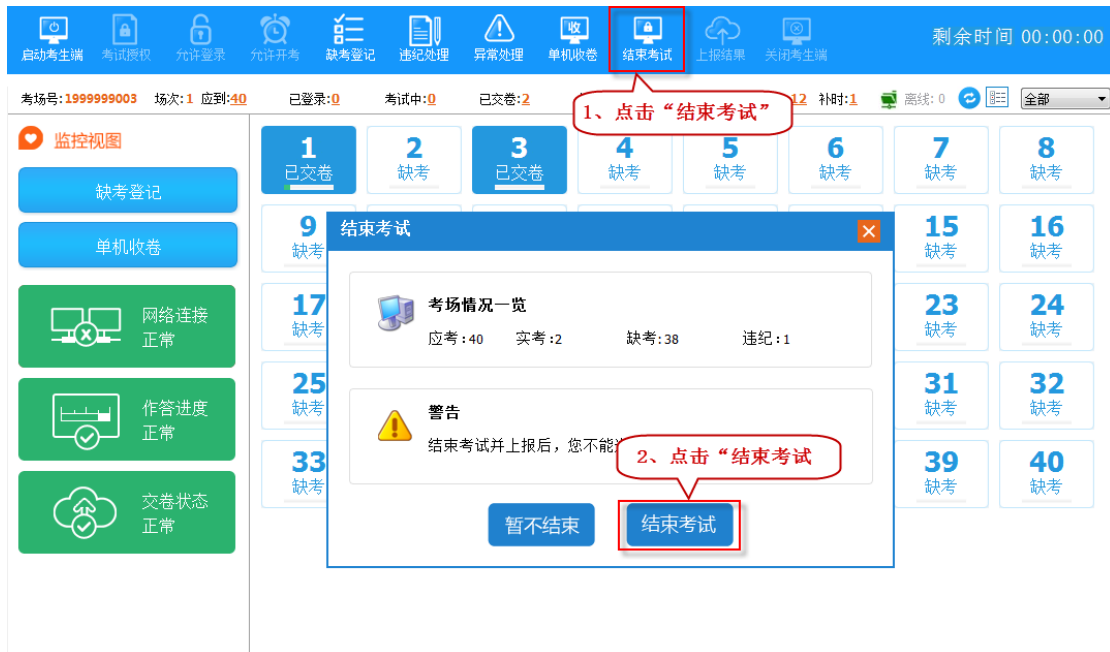 启动考生端 考试授权 允许登录 允许开考 缺考登记 违纪处理 异常处理 单机收卷 结束考试 上报结果 关闭考生端 剩余时间 00:00:00
收
考场号:1999999003 场次:1 应到:40 已登录:0 考试中:0 已交卷:2 12 补时:1 离线:0 全部
1、点击“结束考试”
监控视图
缺考登记
单机收卷
网络连接
正常
作答进度
正常
交卷状态
正常
1 2 3 4 5 6 7 8
已交卷 缺考 已交卷 缺考 缺考 缺考 缺考 缺考
9 15 16
缺考 缺考 缺考
17 23 24
缺考 缺考 缺考
25 31 32
缺考 缺考 缺考
33 39 40
缺考 缺考 缺考
结束考试
考场情况一览
应考:40 实考:2 缺考:38 违纪:1
警告
结束考试并上报后，您不能
2、点击“结束考试
暂不结束 结束考试